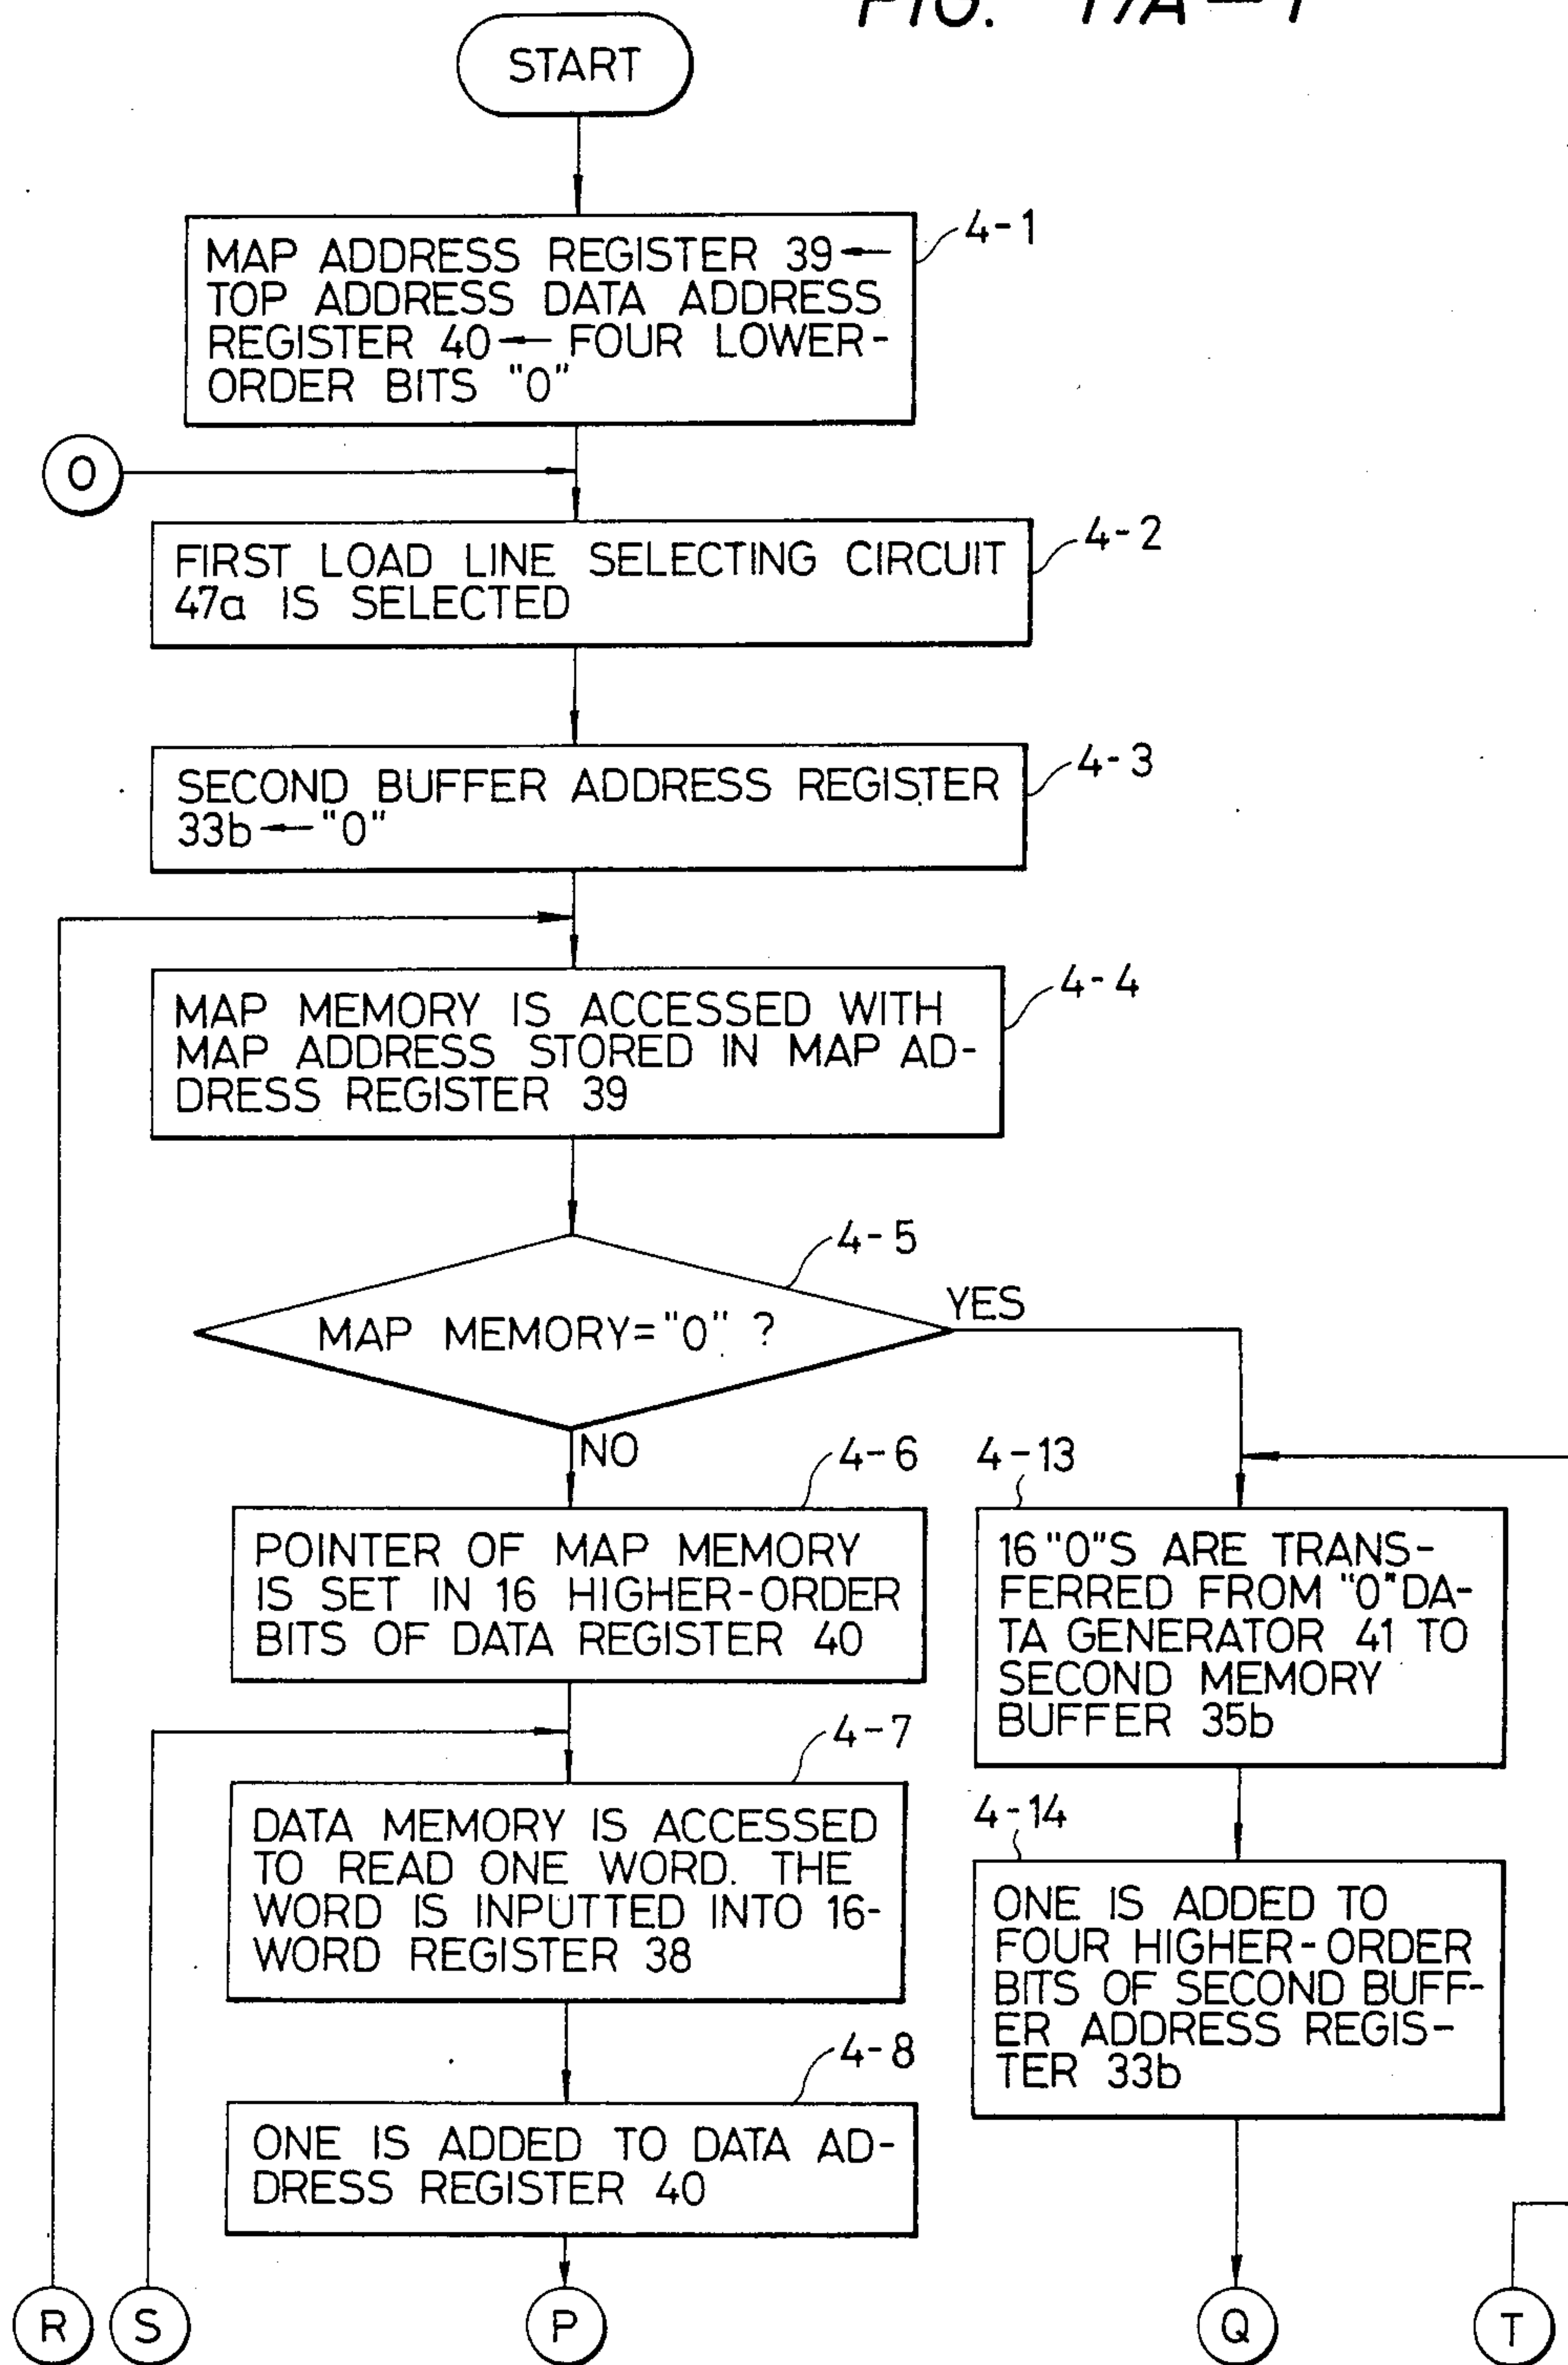 FIG. 17A-1
START
4-1
MAP ADDRESS REGISTER 39←
TOP ADDRESS DATA ADDRESS
REGISTER 40← FOUR LOWER-
ORDER BITS "0"
O
4-2
FIRST LOAD LINE SELECTING CIRCUIT
47a IS SELECTED
4-3
SECOND BUFFER ADDRESS REGISTER
33b←"0"
4-4
MAP MEMORY IS ACCESSED WITH
MAP ADDRESS STORED IN MAP AD-
DRESS REGISTER 39
4-5
MAP MEMORY="0" ?
YES
NO
4-6
POINTER OF MAP MEMORY
IS SET IN 16 HIGHER-ORDER
BITS OF DATA REGISTER 40
4-13
16 "0"S ARE TRANS-
FERRED FROM "0" DA-
TA GENERATOR 41 TO
SECOND MEMORY
BUFFER 35b
4-7
DATA MEMORY IS ACCESSED
TO READ ONE WORD. THE
WORD IS INPUTTED INTO 16-
WORD REGISTER 38
4-14
ONE IS ADDED TO
FOUR HIGHER-ORDER
BITS OF SECOND BUFF-
ER ADDRESS REGIS-
TER 33b
4-8
ONE IS ADDED TO DATA AD-
DRESS REGISTER 40
R
S
P
Q
T